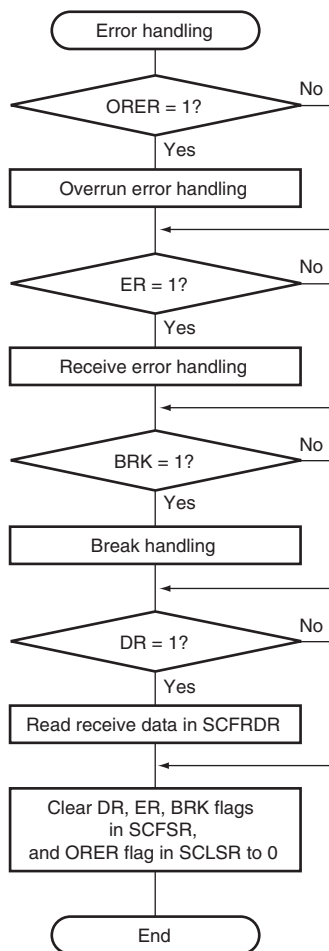 Error handling
No
ORER = 1?
Yes
Overrun error handling
No
ER = 1?
Yes
Receive error handling
No
BRK = 1?
Yes
Break handling
No
DR = 1?
Yes
Read receive data in SCFRDR
Clear DR, ER, BRK flags
in SCFSR,
and ORER flag in SCLSR to 0
End